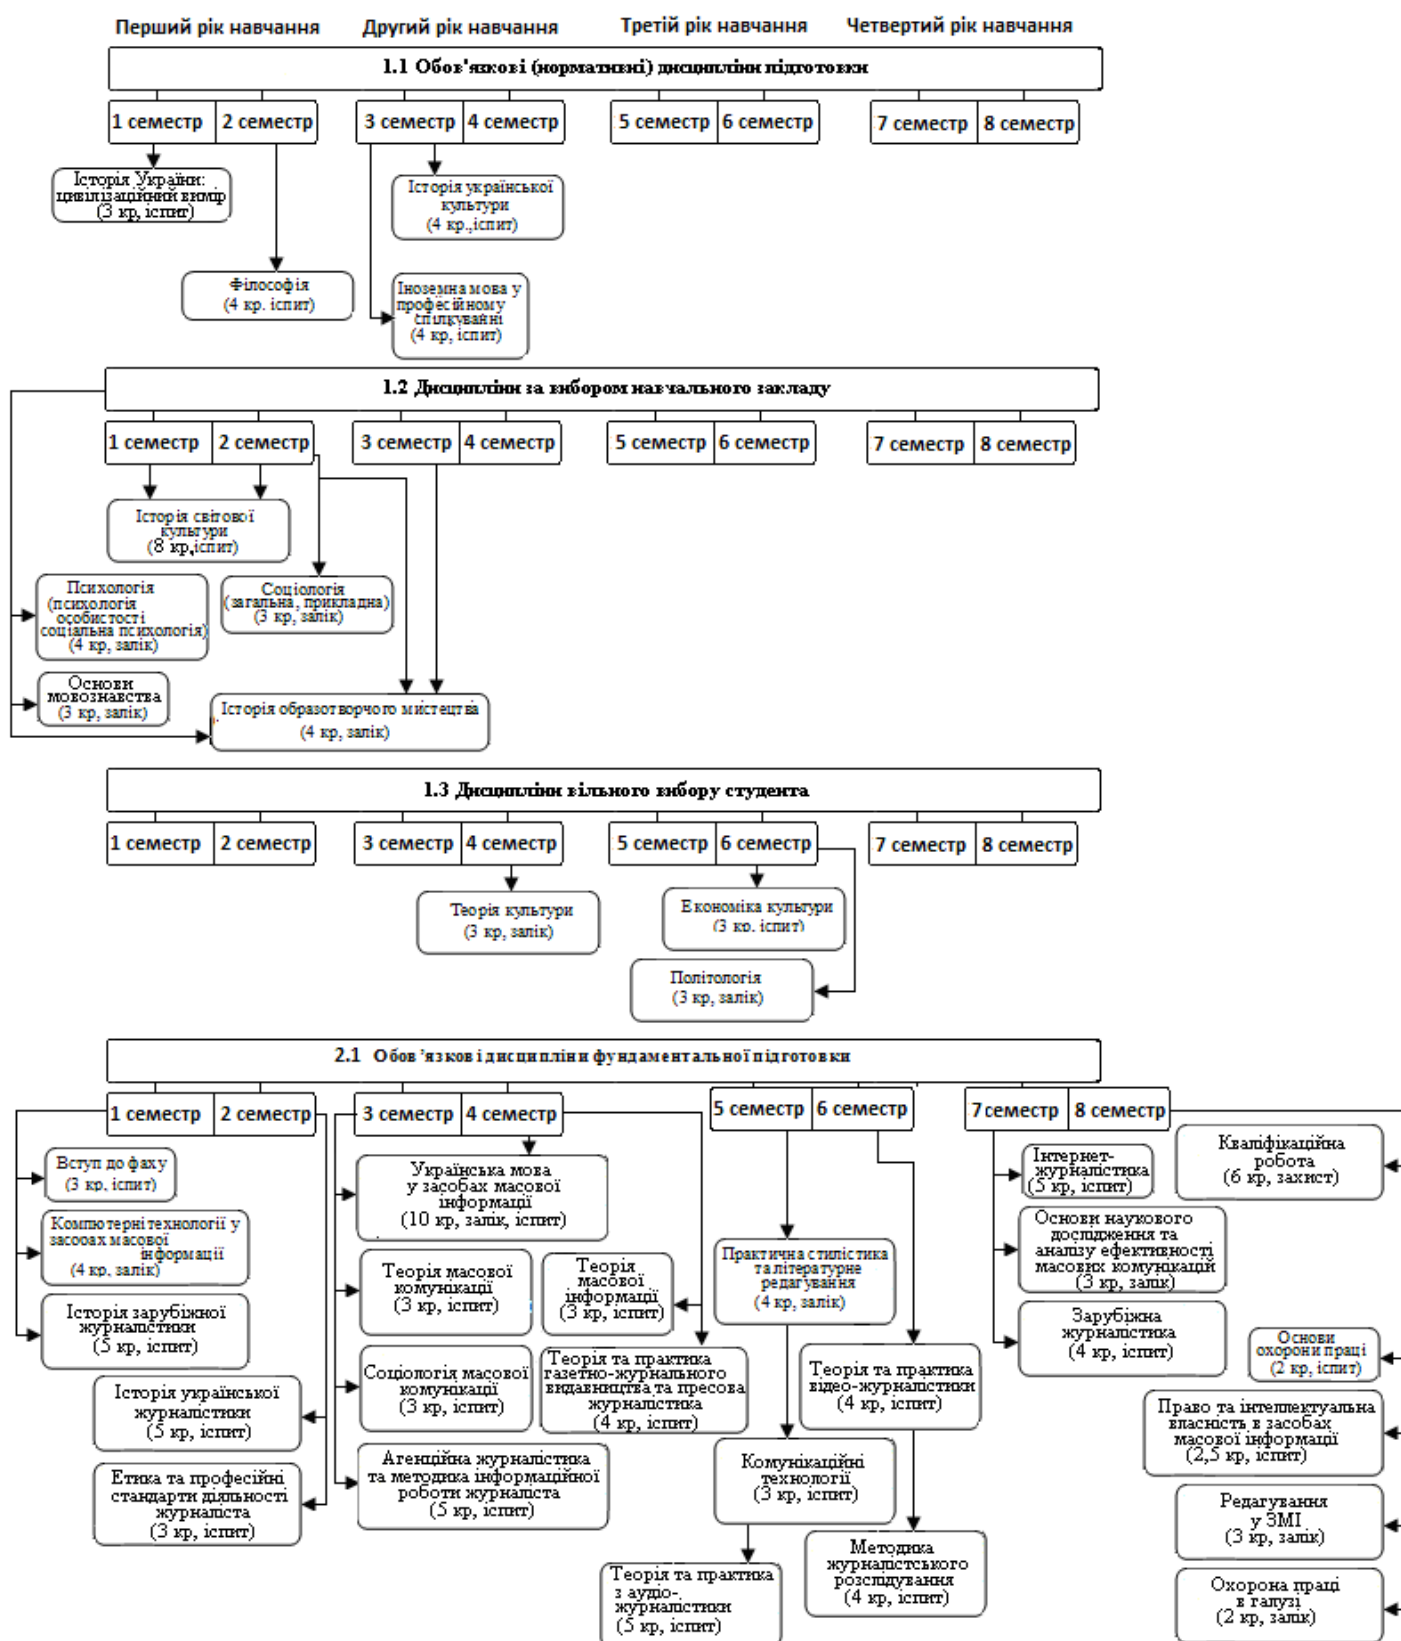 Перший рік навчання
Другий рік навчання
Третій рік навчання
Четвертий рік навчання
1.1 Обов'язкові (нормативні) дисципліни підготовки
1 семестр
2 семестр
3 семестр
4 семестр
5 семестр
6 семестр
7 семестр
8 семестр
Історія України:
цивілізаційний вимір
(3 кр, іспит)
Історія української
культури
(4 кр.,іспит)
Філософія
(4 кр. іспит)
Іноземна мова у
професійному
спілкуванні
(4 кр, іспит)
1.2 Дисципліни за вибором навчального закладу
1 семестр
2 семестр
3 семестр
4 семестр
5 семестр
6 семестр
7 семестр
8 семестр
Історія світової
культури
(8 кр,іспит)
Психологія
(психологія
особистості
соціальна психологія)
(4 кр, залік)
Соціологія
(загальна, прикладна)
(3 кр, залік)
Основи
мовознавства
(3 кр, залік)
Історія образотворчого мистецтва
(4 кр, залік)
1.3 Дисципліни вільного вибору студента
1 семестр
2 семестр
3 семестр
4 семестр
5 семестр
6 семестр
7 семестр
8 семестр
Теорія культури
(3 кр, залік)
Економіка культури
(3 кр. іспит)
Політологія
(3 кр, залік)
2.1 Обов’язкові дисципліни фундаментальної підготовки
1 семестр
2 семестр
3 семестр
4 семестр
5 семестр
6 семестр
7 семестр
8 семестр
Вступ до фаху
(3 кр, іспит)
Українська мова
у засобах масової
інформації
(10 кр, залік, іспит)
Інтернет-
журналістика
(5 кр, іспит)
Кваліфікаційна
робота
(6 кр, захист)
Компютерні технології у
засобах масової
інформації
(4 кр, залік)
Теорія масової
комунікації
(3 кр, іспит)
Теорія
масової
інформації
(3 кр, іспит)
Практична стилістика
та літературне
редагування
(4 кр, залік)
Основи наукового
дослідження та
аналізу ефективності
масових комунікацій
(3 кр, залік)
Історія зарубіжної
журналістики
(5 кр, іспит)
Зарубіжна
журналістика
(4 кр, іспит)
Основи
охорони праці
(2 кр, іспит)
Історія української
журналістики
(5 кр, іспит)
Соціологія масової
комунікації
(3 кр, іспит)
Теорія та практика
газетно-журнального
видавництва та пресова
журналістика
(4 кр, іспит)
Теорія та практика
відео-журналістики
(4 кр, іспит)
Право та інтеллектуальна
власність в засобах
масової інформації
(2,5 кр, іспит)
Етика та професійні
стандарти діяльності
журналіста
(3 кр, іспит)
Агенційна журналістика
та методика інформаційної
роботи журналіста
(5 кр, іспит)
Комунікаційні
технології
(3 кр, іспит)
Редагування
у ЗМІ
(3 кр, залік)
Теорія та практика
з аудіо-
журналістики
(5 кр, іспит)
Методика
журналістського
розслідування
(4 кр, іспит)
Охорона праці
в галузі
(2 кр, залік)